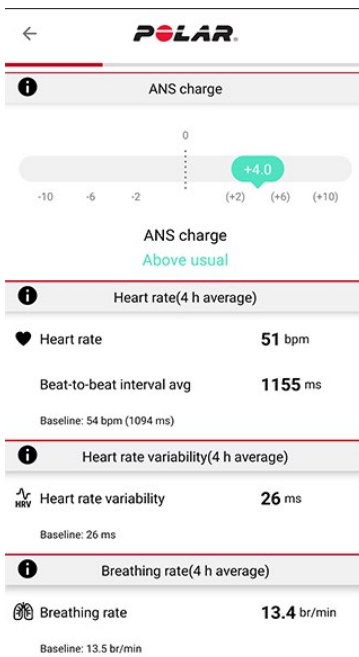 POLAR.
ANS charge
0
+4.0
-10 -6 -2 (+2) (+6) (+10)
ANS charge
Above usual
Heart rate(4 h average)
Heart rate 51 bpm
Beat-to-beat interval avg 1155 ms
Baseline: 54 bpm (1094 ms)
Heart rate variability(4 h average)
HRV Heart rate variability 26 ms
Baseline: 26 ms
Breathing rate(4 h average)
Breathing rate 13.4 br/min
Baseline: 13.5 br/min